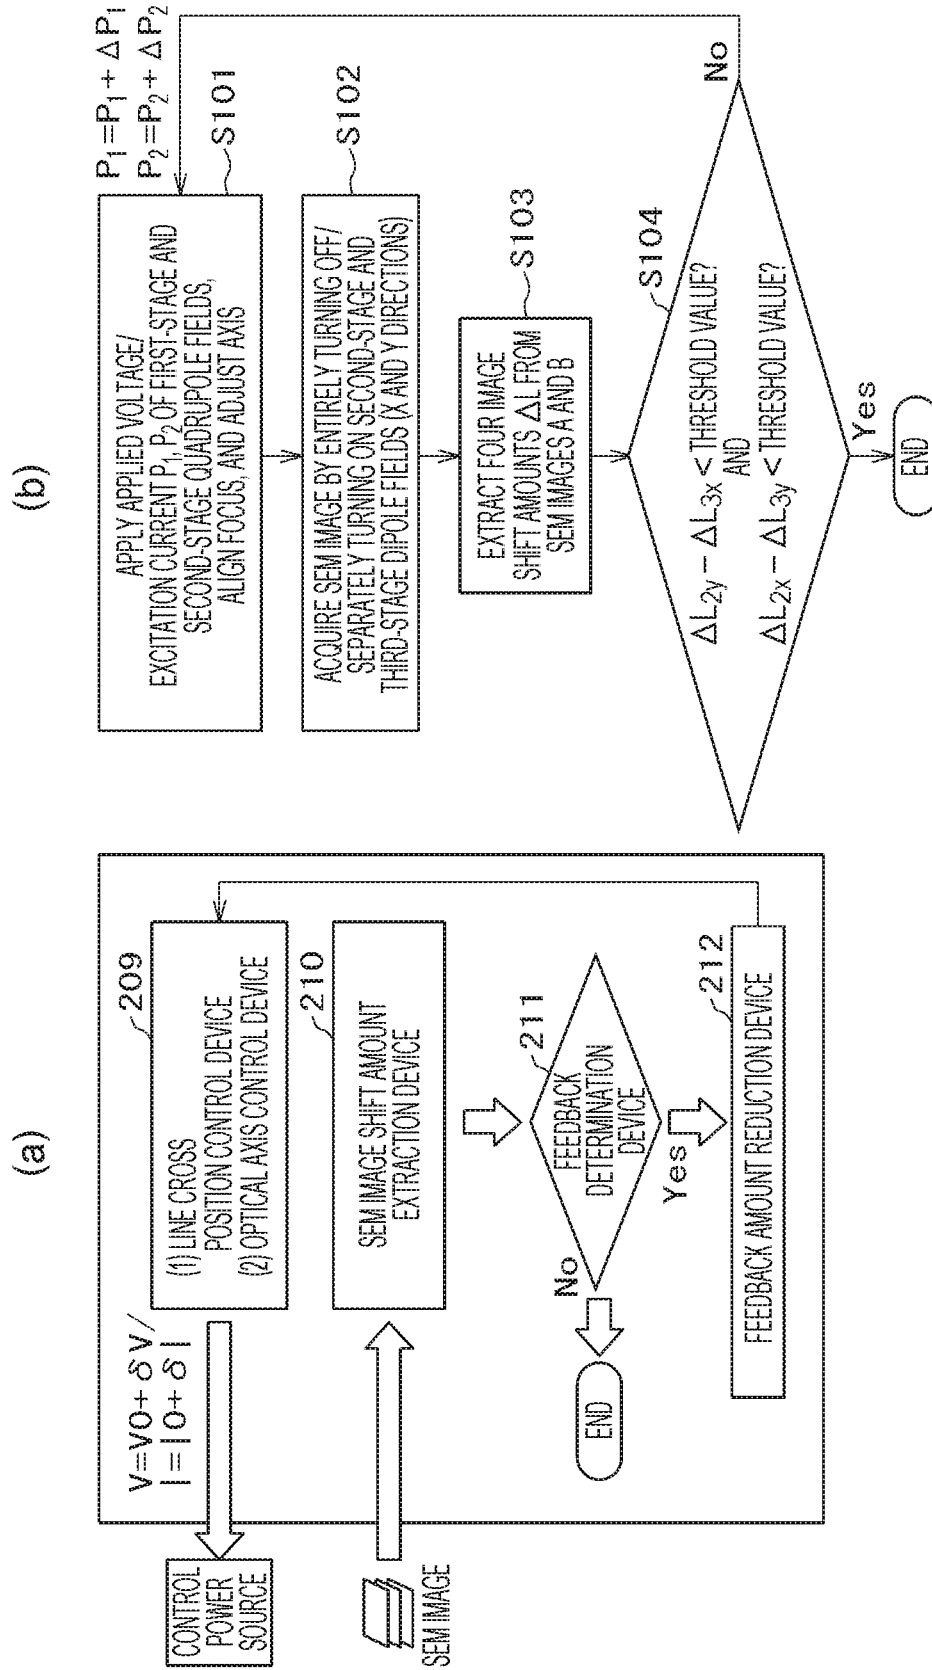 (a)
CONTROL
POWER
SOURCE
V=V0+δV/
I=I0+δI
209
(1) LINE CROSS
POSITION CONTROL DEVICE
(2) OPTICAL AXIS CONTROL DEVICE
SEM IMAGE
210
SEM IMAGE SHIFT AMOUNT
EXTRACTION DEVICE
211
FEEDBACK
DETERMINATION
DEVICE
No
END
Yes
212
FEEDBACK AMOUNT REDUCTION DEVICE
(b)
P₁=P₁+ΔP₁
P₂=P₂+ΔP₂
S101
APPLY APPLIED VOLTAGE/
EXCITATION CURRENT P₁, P₂ OF FIRST-STAGE AND
SECOND-STAGE QUADRUPOLE FIELDS,
ALIGN FOCUS, AND ADJUST AXIS
S102
ACQUIRE SEM IMAGE BY ENTIRELY TURNING OFF/
SEPARATELY TURNING ON SECOND-STAGE AND
THIRD-STAGE DIPOLE FIELDS (X AND Y DIRECTIONS)
S103
EXTRACT FOUR IMAGE
SHIFT AMOUNTS ΔL FROM
SEM IMAGES A AND B
S104
ΔL₂y − ΔL₃x < THRESHOLD VALUE?
AND
ΔL₂x − ΔL₃y < THRESHOLD VALUE?
No
Yes
END